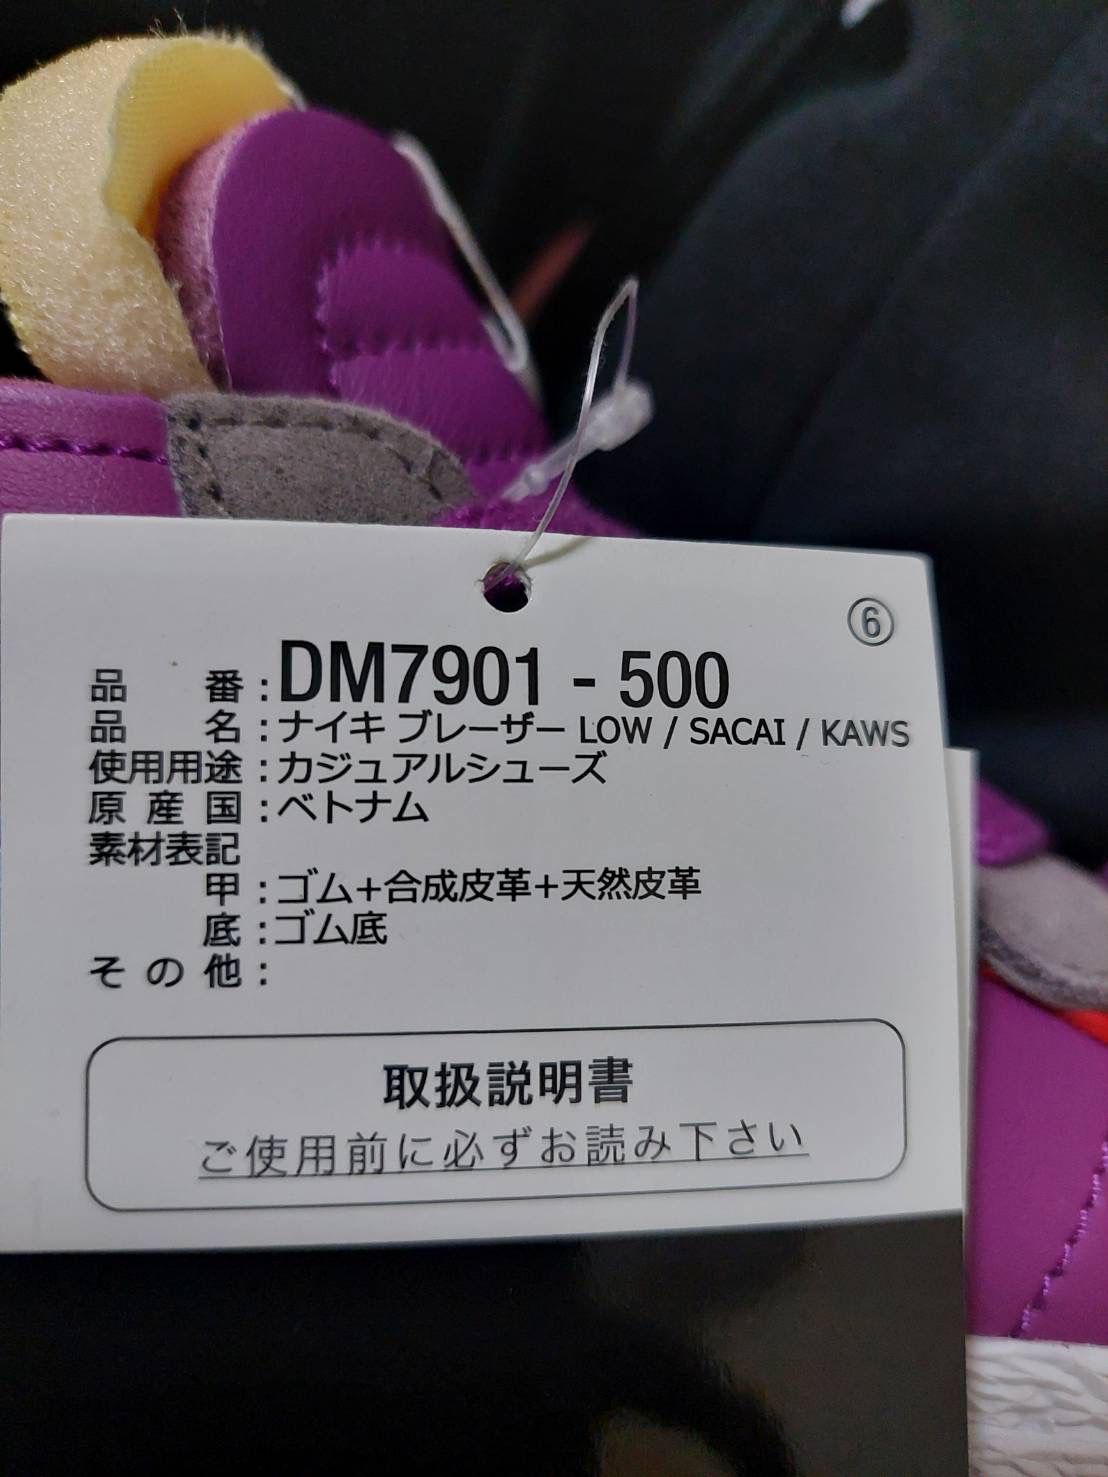 ⑥
品番:DM7901 - 500
品名:ナイキ ブレーザー LOW / SACAI / KAWS
使用用途:カジュアルシューズ
原産国:ベトナム
素材表記
甲:ゴム+合成皮革+天然皮革
底:ゴム底
その他:
取扱説明書
ご使用前に必ずお読み下さい